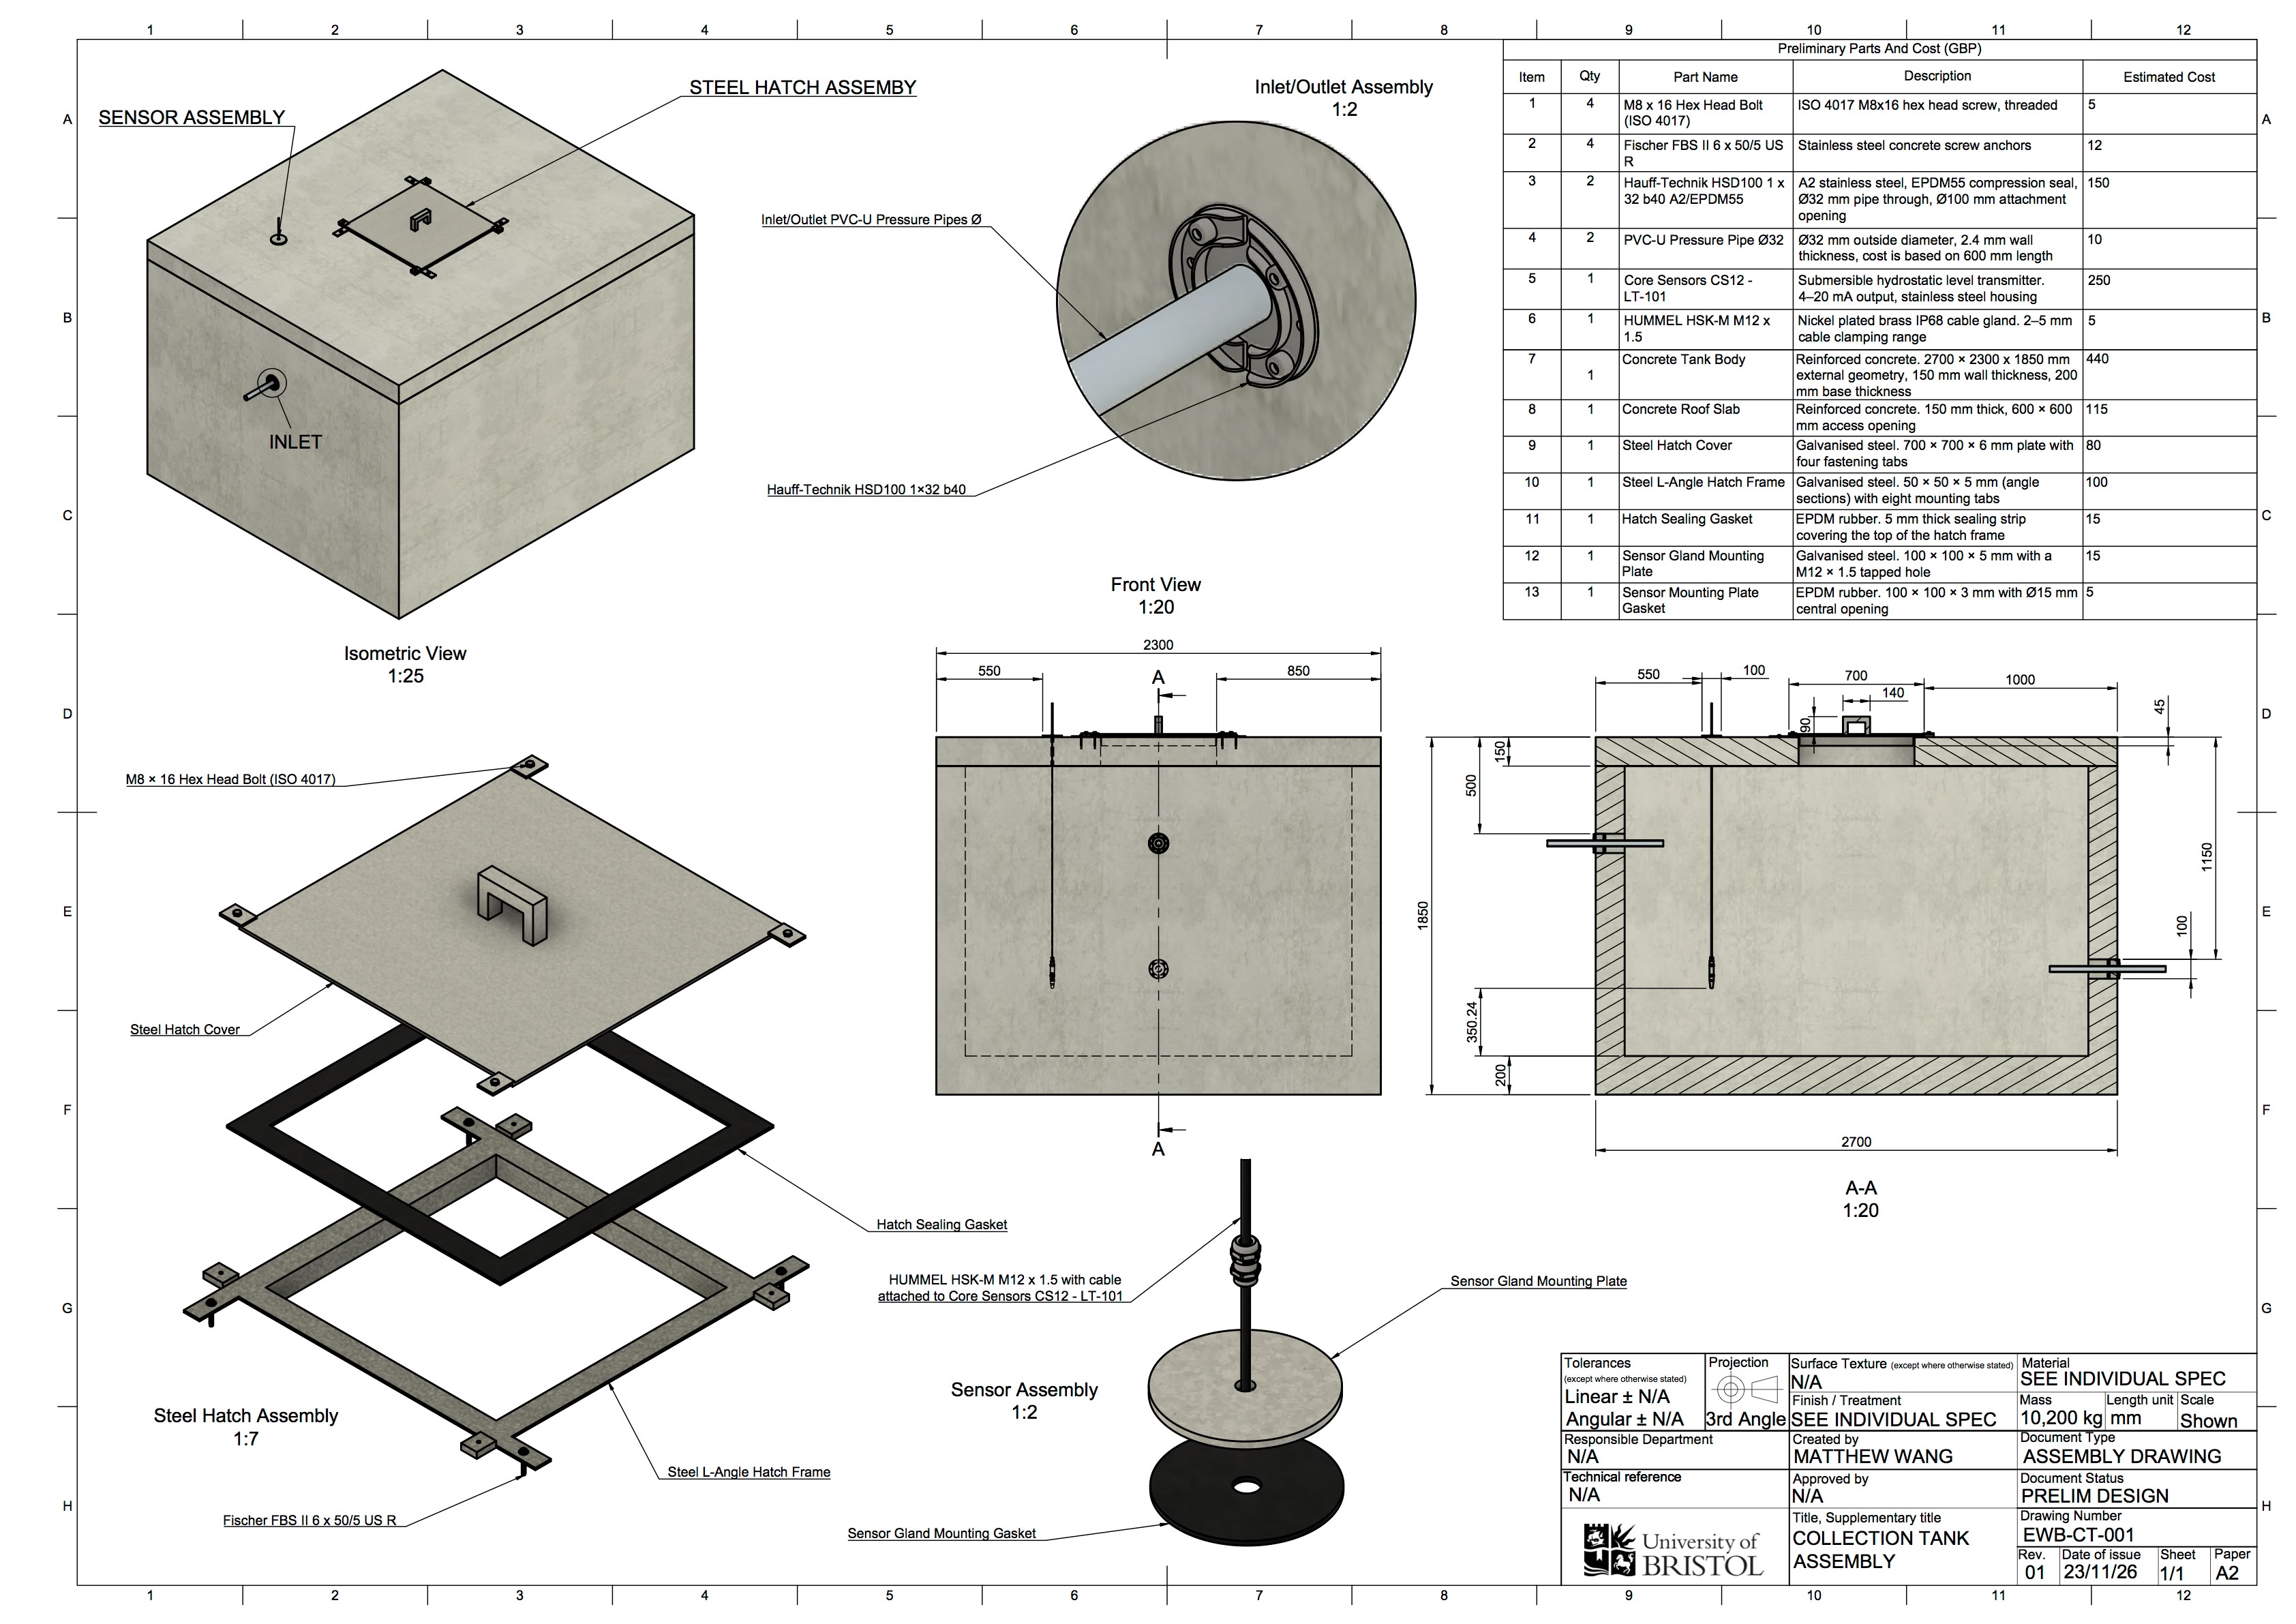 1 2 3 4 5 6 7 8 9 10 11 12
A
B
C
D
E
F
G
H
SENSOR ASSEMBLY
STEEL HATCH ASSEMBY
INLET
Isometric View
1:25
Inlet/Outlet Assembly
1:2
Inlet/Outlet PVC-U Pressure Pipes Ø
Hauff-Technik HSD100 1×32 b40
Preliminary Parts And Cost (GBP)
Item Qty Part Name Description Estimated Cost
1 4 M8 x 16 Hex Head Bolt ISO 4017 M8x16 hex head screw, threaded 5
(ISO 4017)
2 4 Fischer FBS II 6 x 50/5 US Stainless steel concrete screw anchors 12
R
3 2 Hauff-Technik HSD100 1 x A2 stainless steel, EPDM55 compression seal, 150
32 b40 A2/EPDM55 Ø32 mm pipe through, Ø100 mm attachment
opening
4 2 PVC-U Pressure Pipe Ø32 Ø32 mm outside diameter, 2.4 mm wall 10
thickness, cost is based on 600 mm length
5 1 Core Sensors CS12 - Submersible hydrostatic level transmitter. 250
LT-101 4–20 mA output, stainless steel housing
6 1 HUMMEL HSK-M M12 x Nickel plated brass IP68 cable gland. 2–5 mm 5
1.5 cable clamping range
7 Concrete Tank Body Reinforced concrete. 2700 × 2300 x 1850 mm 440
1 external geometry, 150 mm wall thickness, 200
mm base thickness
8 1 Concrete Roof Slab Reinforced concrete. 150 mm thick, 600 × 600 115
mm access opening
9 1 Steel Hatch Cover Galvanised steel. 700 × 700 × 6 mm plate with 80
four fastening tabs
10 1 Steel L-Angle Hatch Frame Galvanised steel. 50 × 50 × 5 mm (angle 100
sections) with eight mounting tabs
11 1 Hatch Sealing Gasket EPDM rubber. 5 mm thick sealing strip 15
covering the top of the hatch frame
12 1 Sensor Gland Mounting Galvanised steel. 100 × 100 × 5 mm with a 15
Plate M12 × 1.5 tapped hole
13 1 Sensor Mounting Plate EPDM rubber. 100 × 100 × 3 mm with Ø15 mm 5
Gasket central opening
Front View
1:20
2300
550
A
850
A
550
100
700
140
1000
45
90
150
500
1850
1150
100
350.24
200
2700
A-A
1:20
M8 × 16 Hex Head Bolt (ISO 4017)
Steel Hatch Cover
Hatch Sealing Gasket
Steel Hatch Assembly
1:7
Steel L-Angle Hatch Frame
Fischer FBS II 6 x 50/5 US R
HUMMEL HSK-M M12 x 1.5 with cable
attached to Core Sensors CS12 - LT-101
Sensor Gland Mounting Plate
Sensor Assembly
1:2
Sensor Gland Mounting Gasket
Tolerances
(except where otherwise stated)
Linear ± N/A
Angular ± N/A
Projection
3rd Angle
Surface Texture (except where otherwise stated)
N/A
Finish / Treatment
SEE INDIVIDUAL SPEC
Material
SEE INDIVIDUAL SPEC
Mass Length unit Scale
10,200 kg mm Shown
Responsible Department
N/A
Created by
MATTHEW WANG
Document Type
ASSEMBLY DRAWING
Technical reference
N/A
Approved by
N/A
Document Status
PRELIM DESIGN
University of
BRISTOL
Title, Supplementary title
COLLECTION TANK
ASSEMBLY
Drawing Number
EWB-CT-001
Rev. Date of issue Sheet Paper
01 23/11/26 1/1 A2
A
B
C
D
E
F
G
H
1 2 3 4 5 6 7 8 9 10 11 12